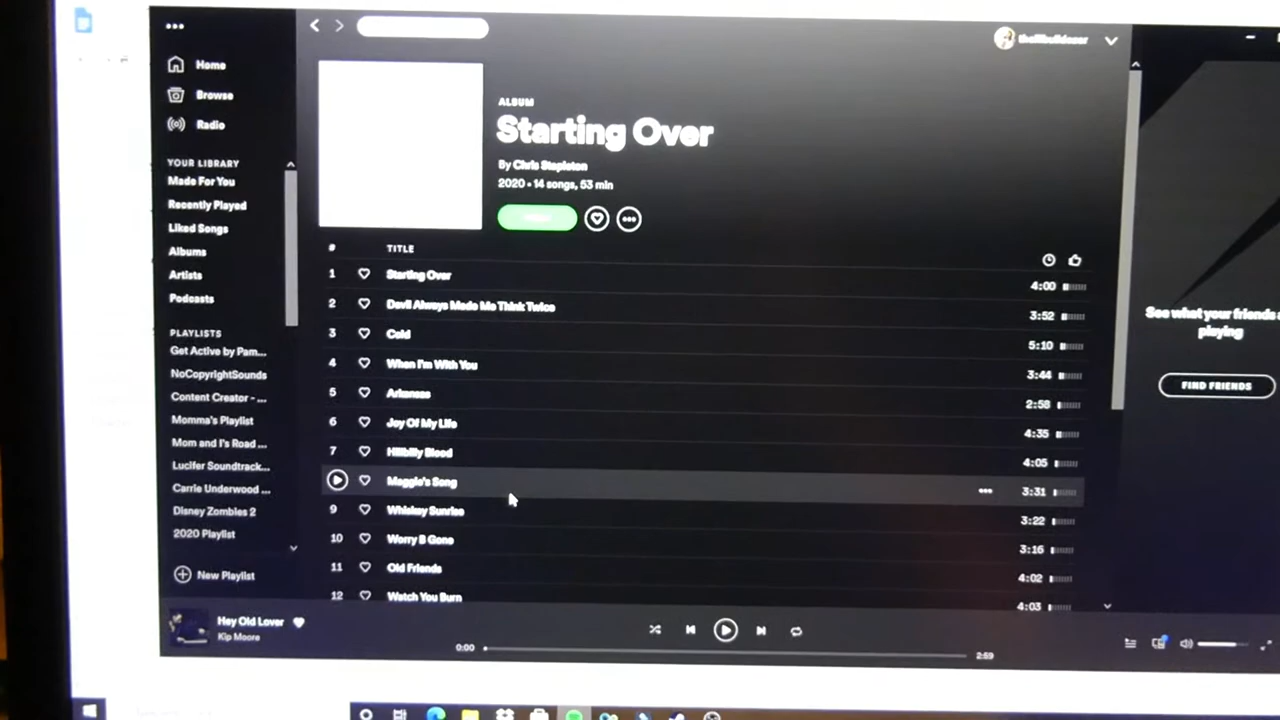 Home
Browse
Radio
YOUR LIBRARY
Made For You
Recently Played
Liked Songs
Albums
Artists
Podcasts
PLAYLISTS
Get Active by Pam...
NoCopyrightSounds
Content Creator - ...
Momma's Playlist
Mom and I's Road ...
Lucifer Soundtrack...
Carrie Underwood ...
Disney Zombies 2
2020 Playlist
New Playlist
ALBUM
Starting Over
By Chris Stapleton
2020 • 14 songs, 53 min
# TITLE
1 Starting Over 4:00
2 Devil Always Made Me Think Twice 3:52
3 Cold 5:10
4 When I'm With You 3:44
5 Arkansas 2:58
6 Joy Of My Life 4:35
7 Hillbilly Blood 4:05
Maggie's Song 3:31
9 Whiskey Sunrise 3:22
10 Worry B Gone 3:16
11 Old Friends 4:02
12 Watch You Burn 4:03
See what your friends
playing
FIND FRIENDS
Hey Old Lover
Kip Moore
0:00
2:59